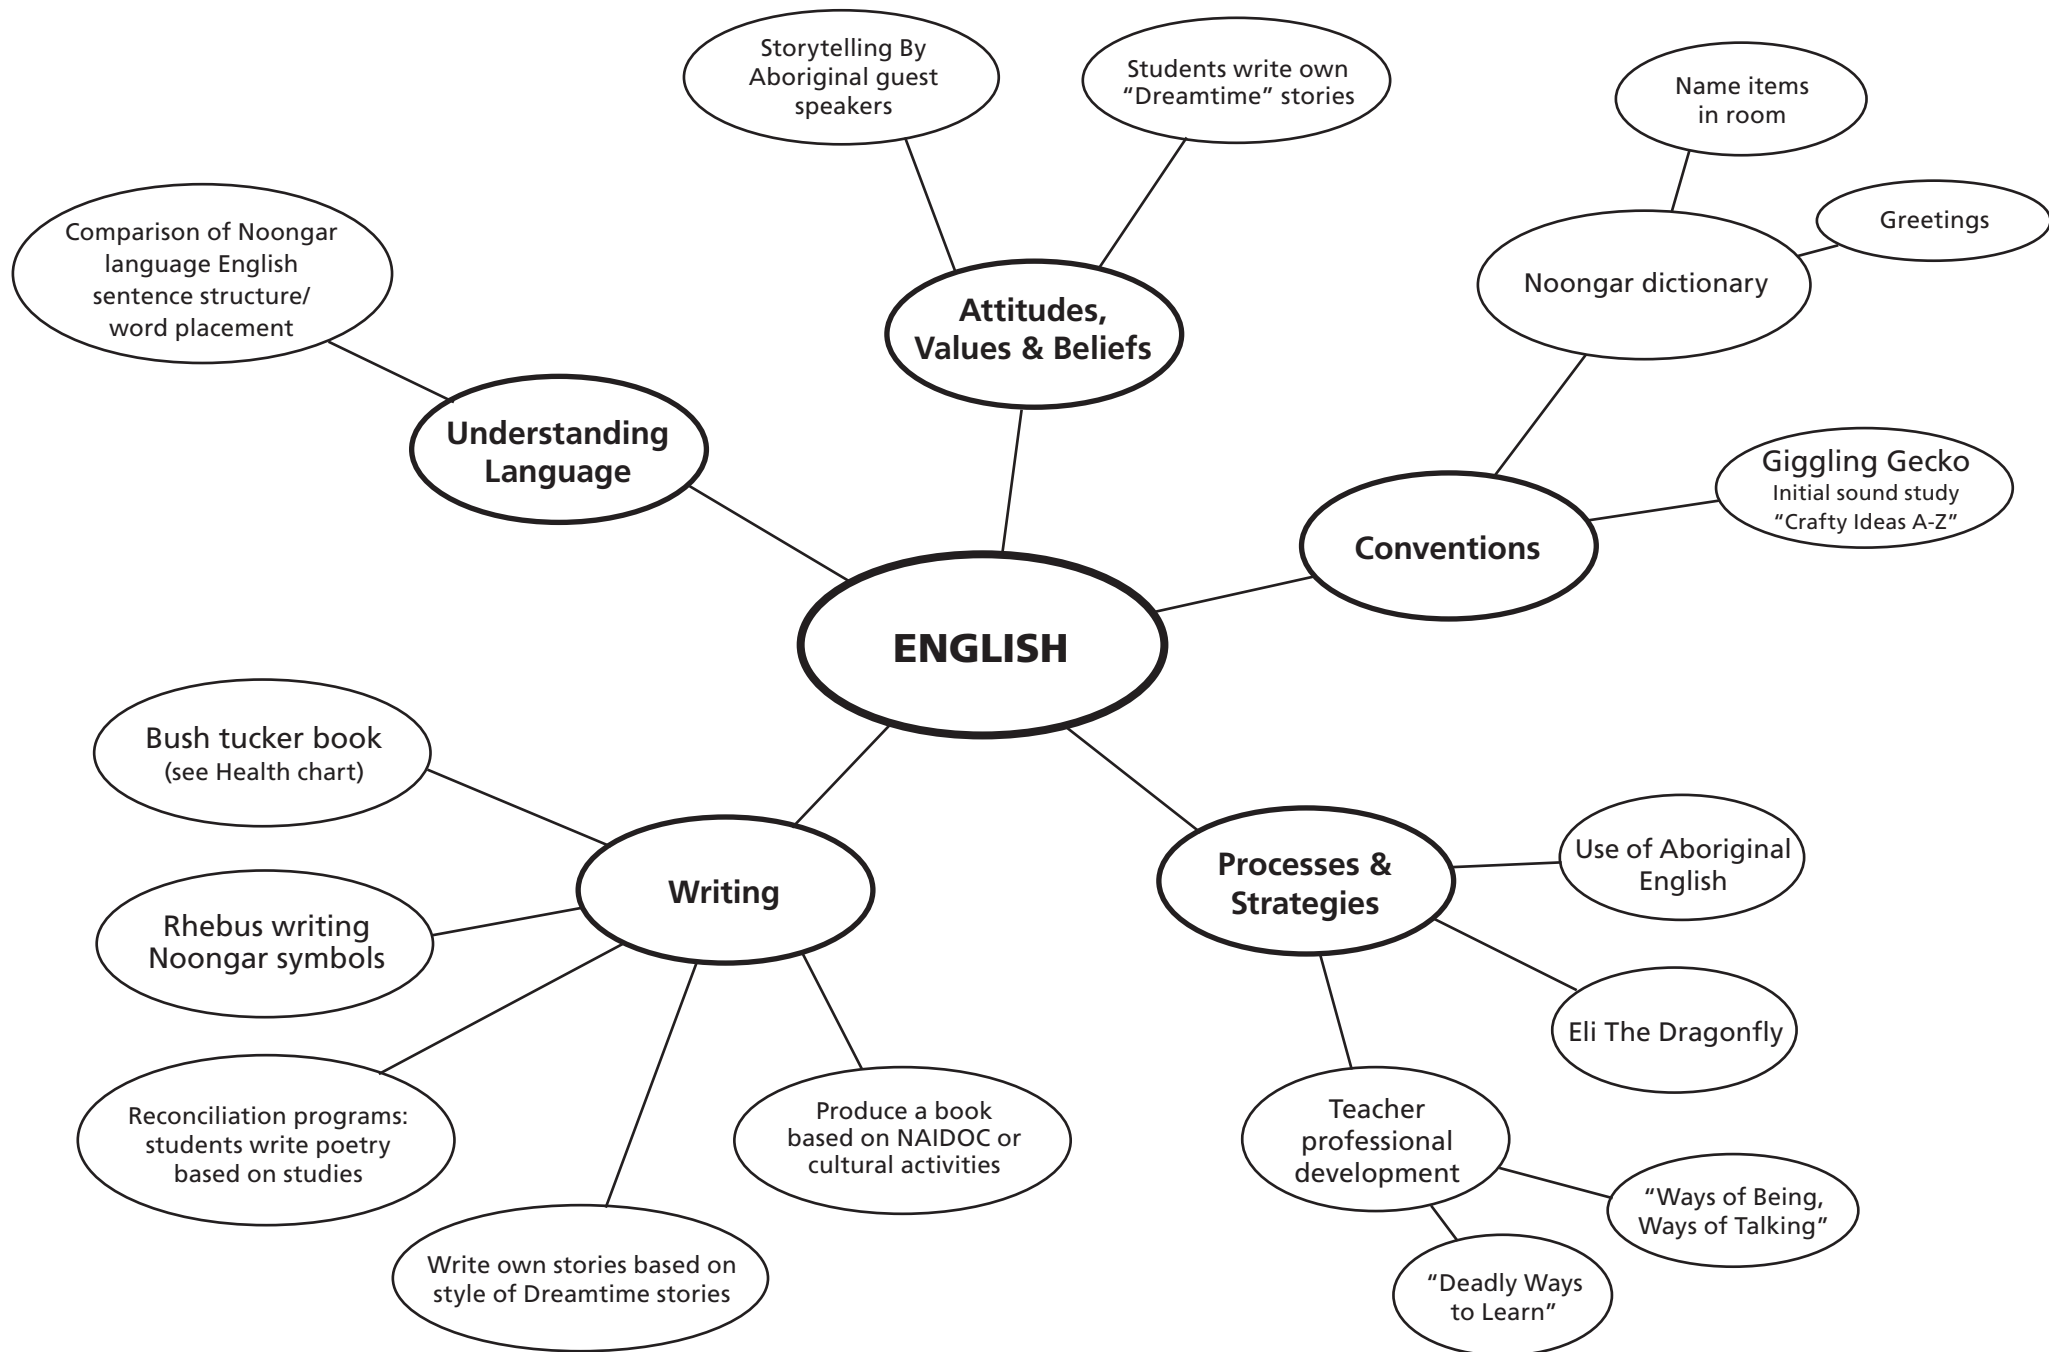 Storytelling By
Aboriginal guest
speakers
Students write own
“Dreamtime” stories
Name items
in room
Greetings
Noongar dictionary
Comparison of Noongar
language English
sentence structure/
word placement
Attitudes,
Values & Beliefs
Understanding
Language
Giggling Gecko
Initial sound study
“Crafty Ideas A-Z”
Conventions
ENGLISH
Bush tucker book
(see Health chart)
Writing
Processes &
Strategies
Use of Aboriginal
English
Rhebus writing
Noongar symbols
Eli The Dragonfly
Reconciliation programs:
students write poetry
based on studies
Produce a book
based on NAIDOC or
cultural activities
Teacher
professional
development
“Ways of Being,
Ways of Talking”
Write own stories based on
style of Dreamtime stories
“Deadly Ways
to Learn”